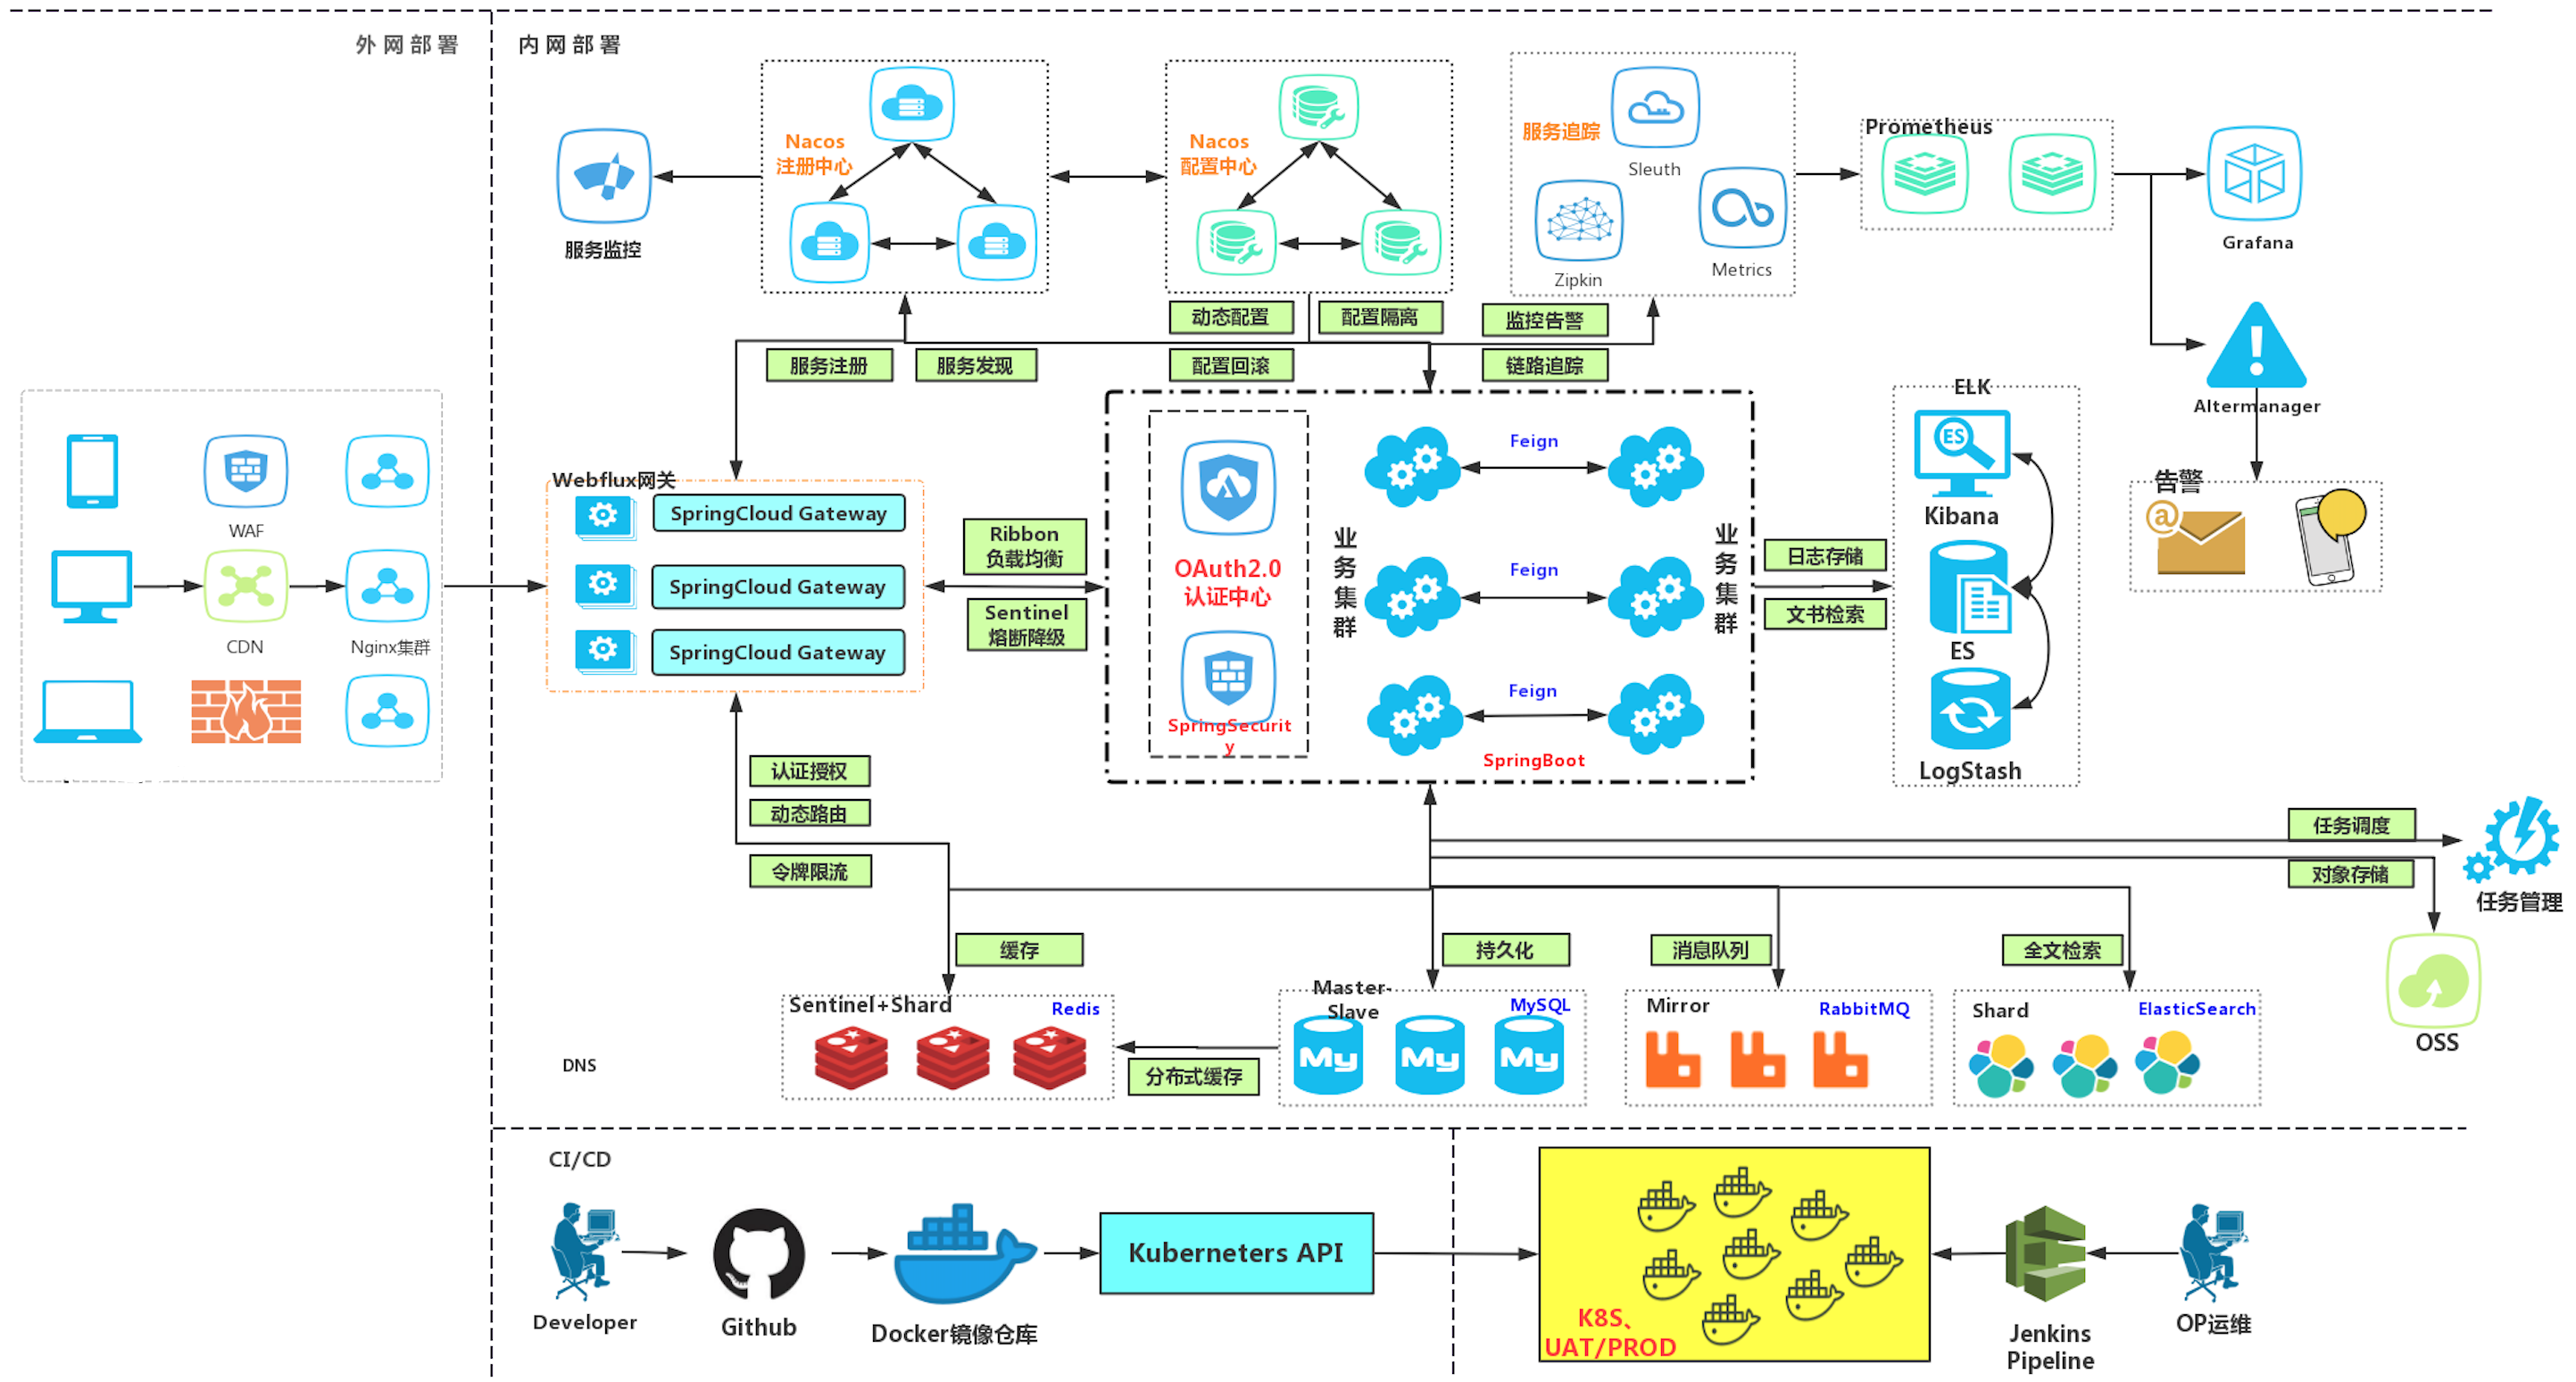 外网部署
内网部署
Nacos
注册中心
Nacos
配置中心
服务追踪
Sleuth
Zipkin
Metrics
Prometheus
Grafana
服务监控
动态配置
配置隔离
监控告警
服务注册
服务发现
配置回滚
链路追踪
Altermanager
告警
@
WAF
CDN
Nginx集群
Webflux网关
SpringCloud Gateway
SpringCloud Gateway
SpringCloud Gateway
Ribbon
负载均衡
Sentinel
熔断降级
OAuth2.0
认证中心
SpringSecurit
y
业务集群
Feign
Feign
Feign
业务集群
SpringBoot
日志存储
文书检索
ELK
ES
Kibana
ES
LogStash
认证授权
动态路由
令牌限流
任务调度
对象存储
任务管理
OSS
缓存
持久化
消息队列
全文检索
Sentinel+Shard
Redis
分布式缓存
Master-
Slave
MySQL
My
My
My
Mirror
RabbitMQ
Shard
ElasticSearch
DNS
CI/CD
Developer
Github
Docker镜像仓库
Kuberneters API
K8S、
UAT/PROD
Jenkins
Pipeline
OP运维